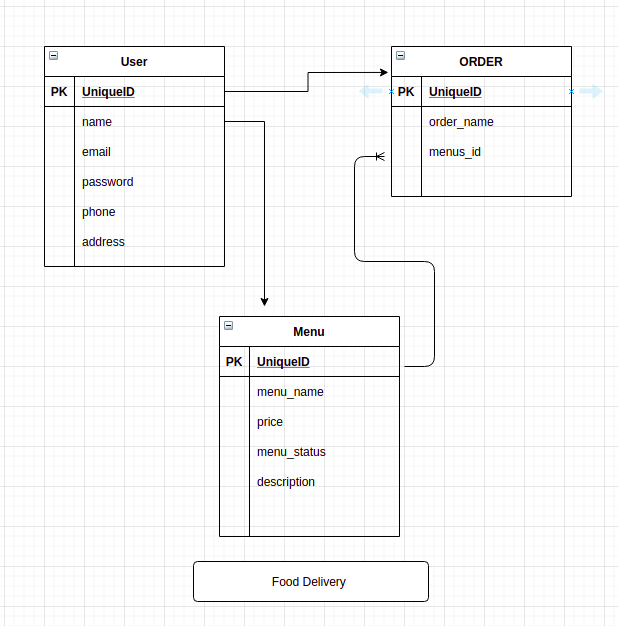 User
PK UniqueID
name
email
password
phone
address
ORDER
PK UniqueID
order_name
menus_id
Menu
PK UniqueID
menu_name
price
menu_status
description
Food Delivery